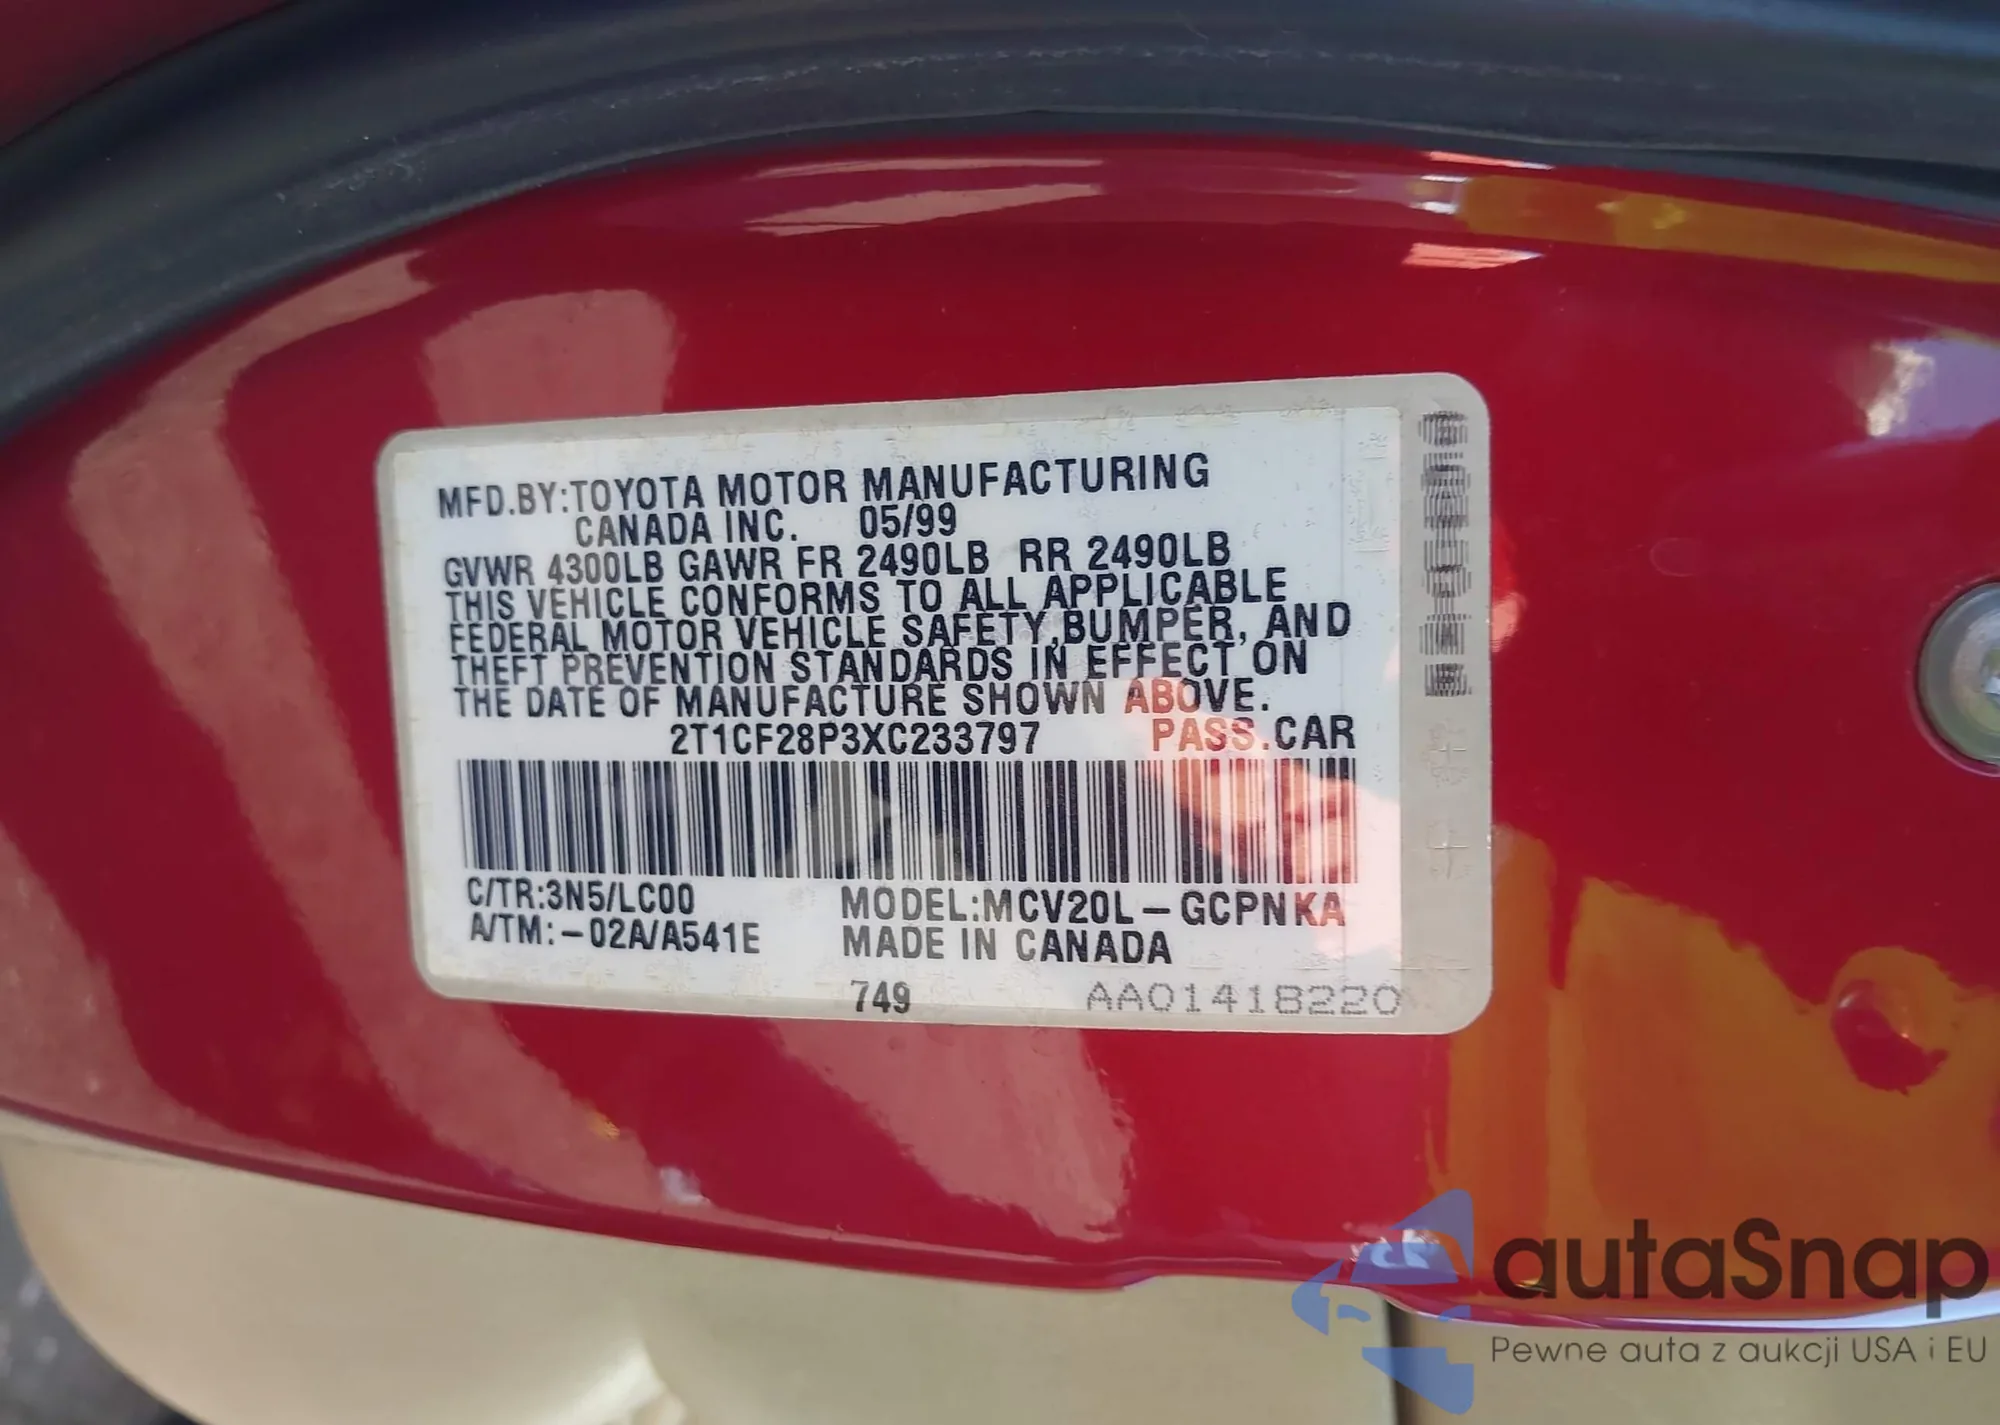 MFD.BY:TOYOTA MOTOR MANUFACTURING
CANADA INC. 05/99
GVWR 4300LB GAWR FR 2490LB RR 2490LB
THIS VEHICLE CONFORMS TO ALL APPLICABLE
FEDERAL MOTOR VEHICLE SAFETY,BUMPER, AND
THEFT PREVENTION STANDARDS IN EFFECT ON
THE DATE OF MANUFACTURE SHOWN ABOVE.
2T1CF28P3XC233797 PASS.CAR
C/TR:3N5/LC00 MODEL:MCV20L-GCPNKA
A/TM:-02A/A541E MADE IN CANADA
749 AA01418220
autaSnap
Pewne auta z aukcji USA i EU